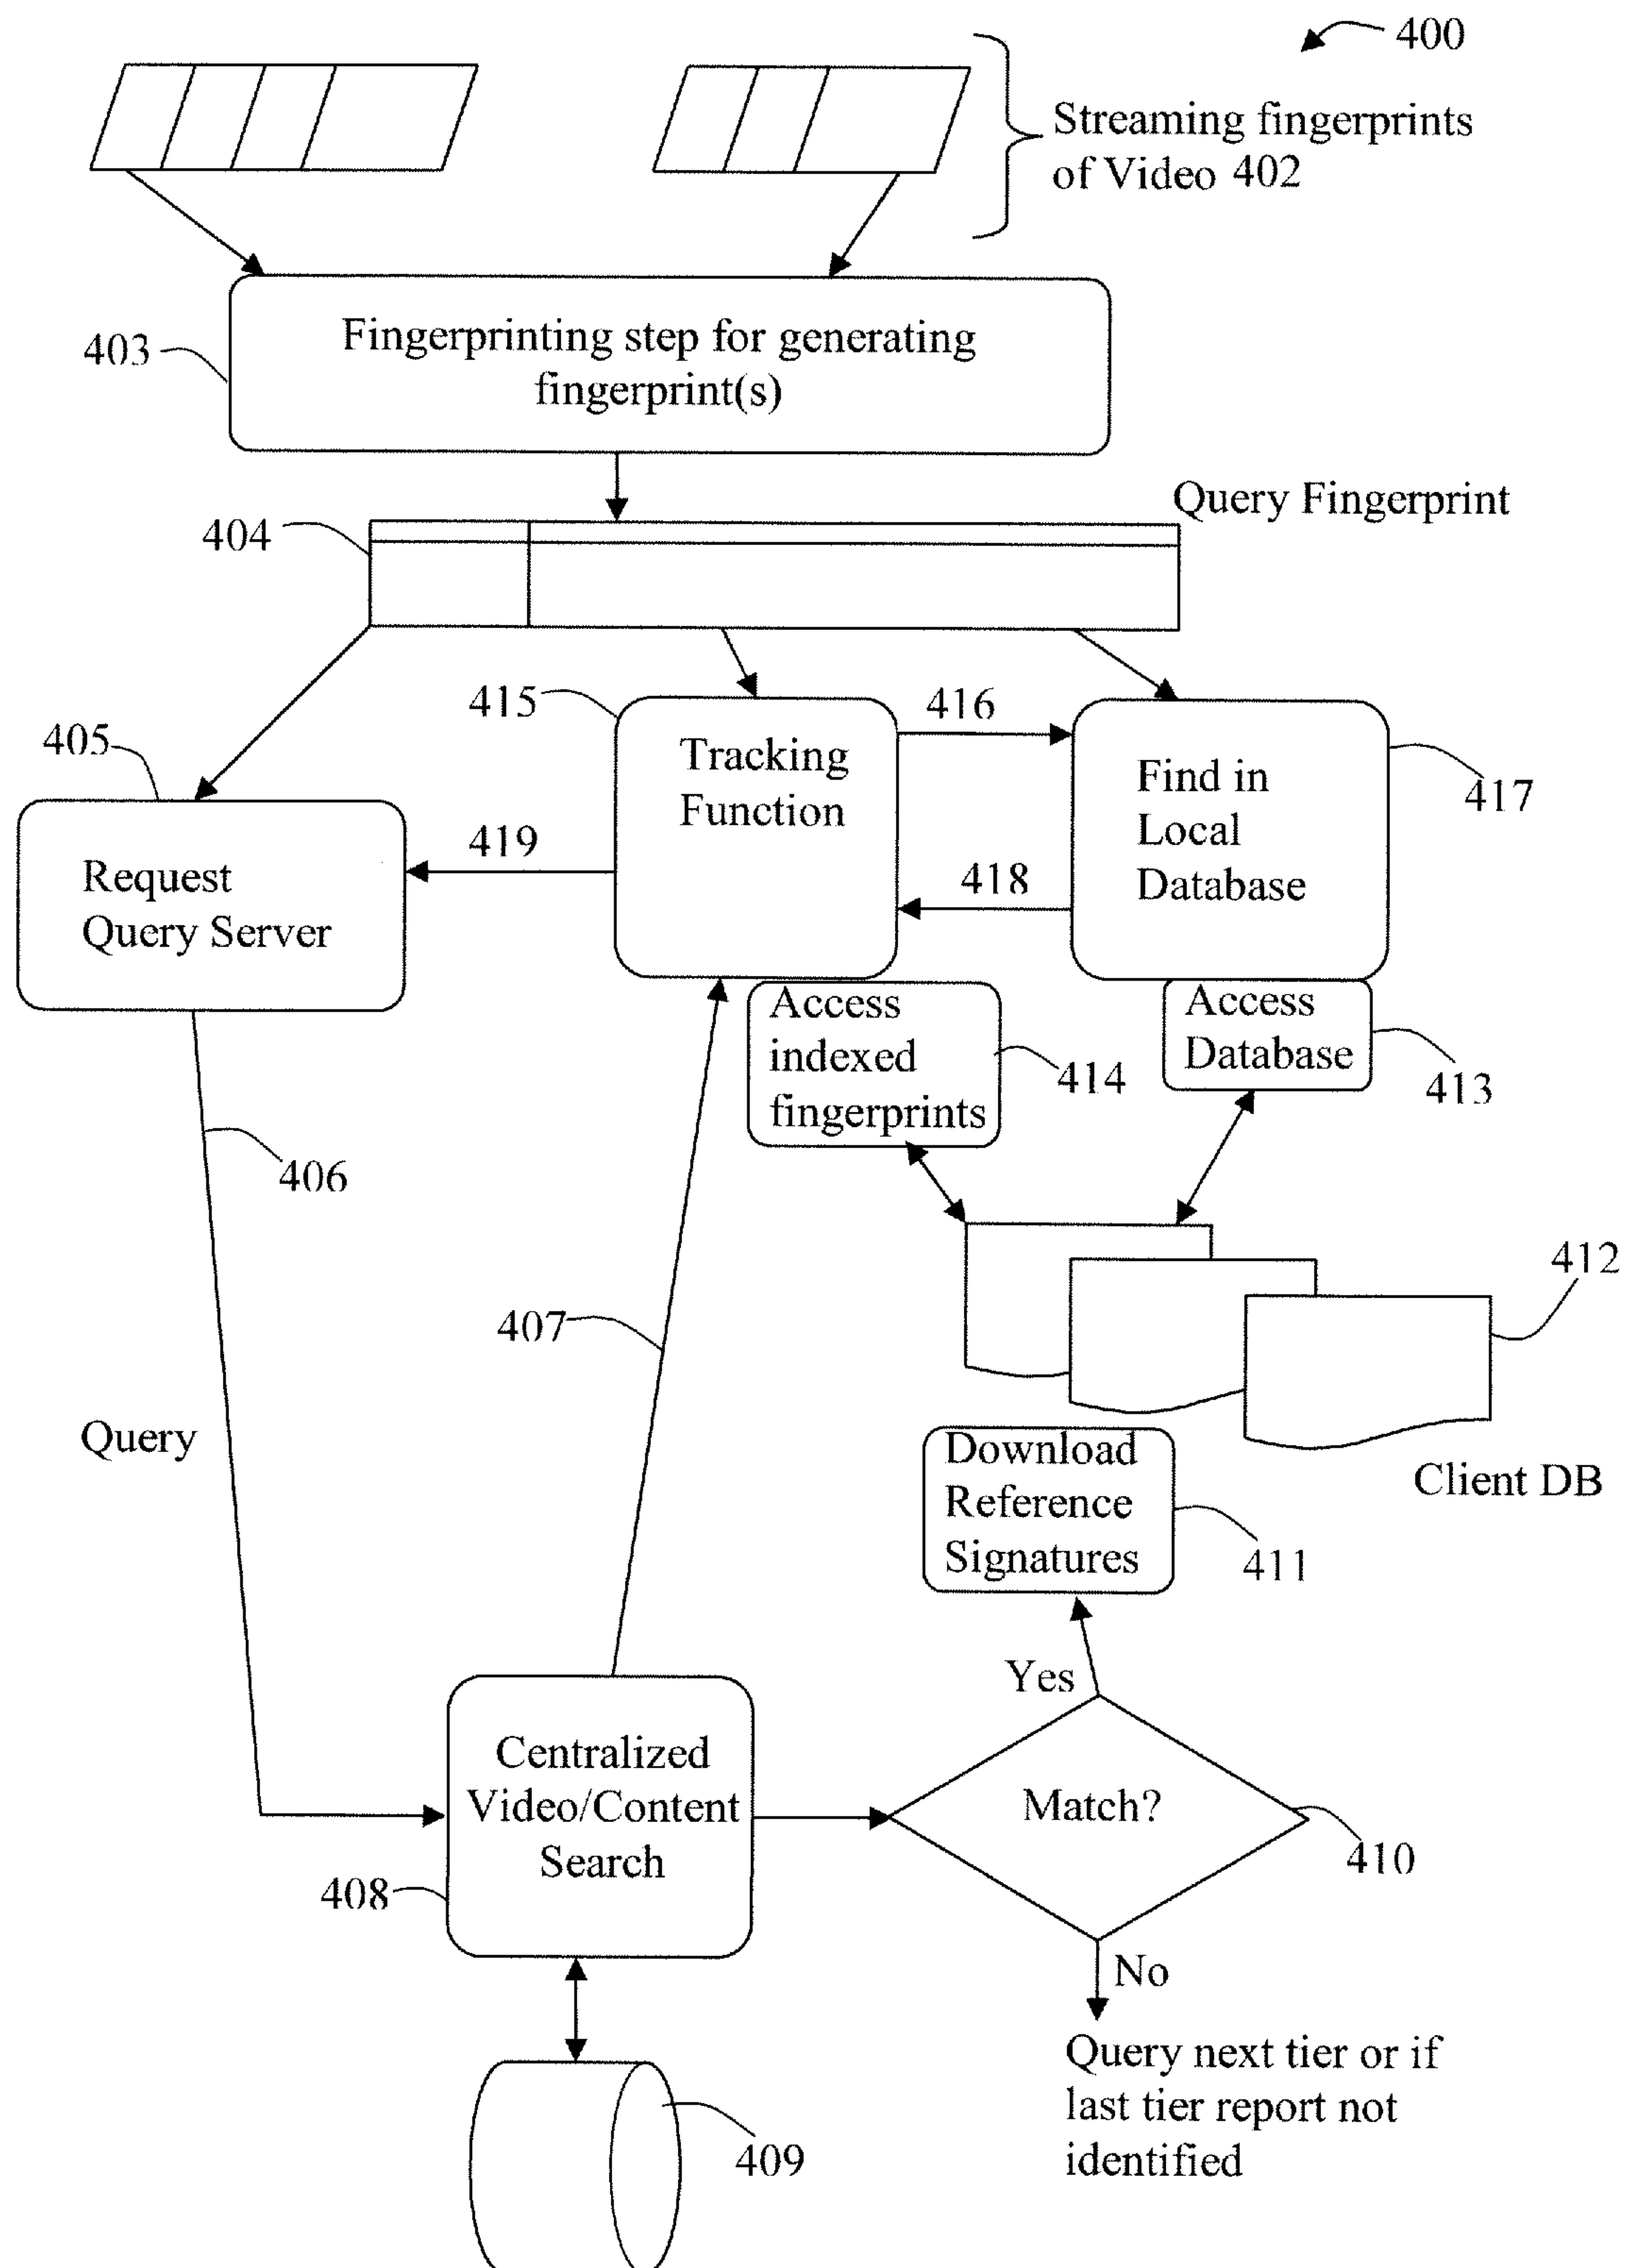 400
Streaming fingerprints
of Video 402
403
Fingerprinting step for generating
fingerprint(s)
Query Fingerprint
404
415
416
405
Tracking
Function
Find in
Local
Database
417
419
418
Request
Query Server
Access
indexed
fingerprints
414
Access
Database
413
406
412
407
Query
Client DB
Download
Reference
Signatures
411
Yes
Centralized
Video/Content
Search
Match?
410
408
No
Query next tier or if
last tier report not
identified
409